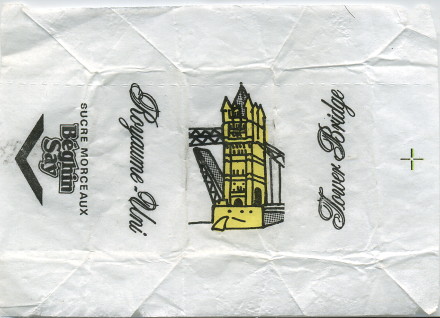 Tower Bridge
Royaume-Uni
SUCRE MORCEAUX
Béghin
Say